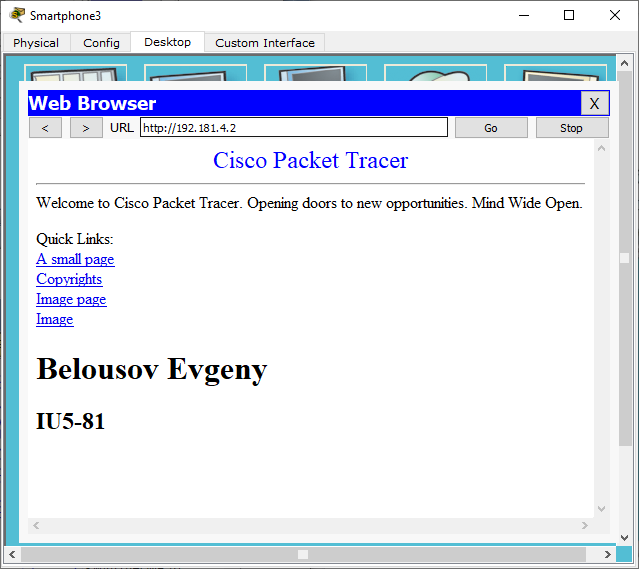 Smartphone3
Physical Config Desktop Custom Interface
Web Browser X
< > URL http://192.181.4.2 Go Stop
Cisco Packet Tracer
Welcome to Cisco Packet Tracer. Opening doors to new opportunities. Mind Wide Open.
Quick Links:
A small page
Copyrights
Image page
Image
Belousov Evgeny
IU5-81